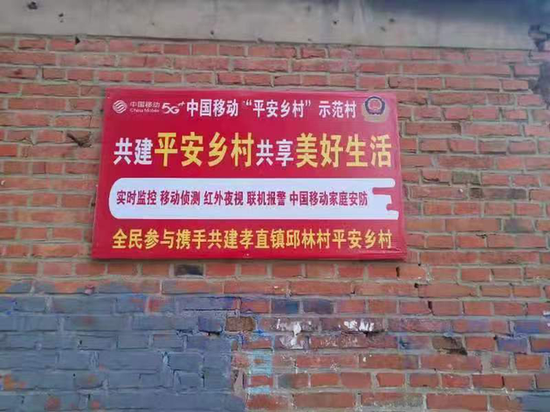 中国移动 China Mobile 5G++ 中国移动“平安乡村”示范村
共建平安乡村共享美好生活
实时监控 移动侦测 红外夜视 联机报警 中国移动家庭安防
全民参与携手共建孝直镇邱林村平安乡村